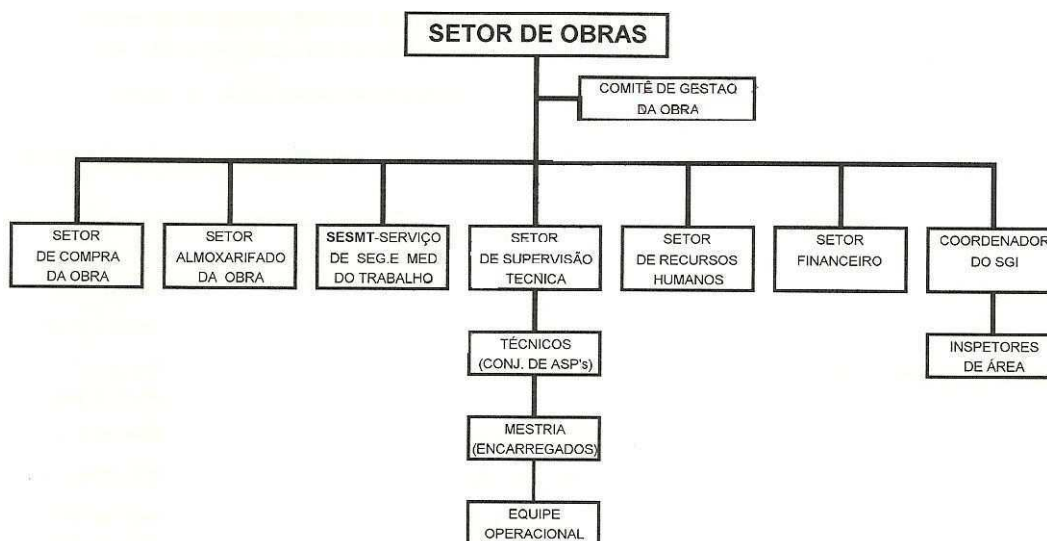 SETOR DE OBRAS
COMITÊ DE GESTAO
DA OBRA
SETOR
DE COMPRA
DA OBRA
SETOR
ALMOXARIFADO
DA OBRA
SESMT-SERVIÇO
DE SEG.E MED
DO TRABALHO
SETOR
DE SUPERVISÃO
TECNICA
SETOR
DE RECURSOS
HUMANOS
SETOR
FINANCEIRO
COORDENADOR
DO SGI
TÉCNICOS
(CONJ. DE ASP's)
INSPETORES
DE ÁREA
MESTRIA
(ENCARREGADOS)
EQUIPE
OPERACIONAL